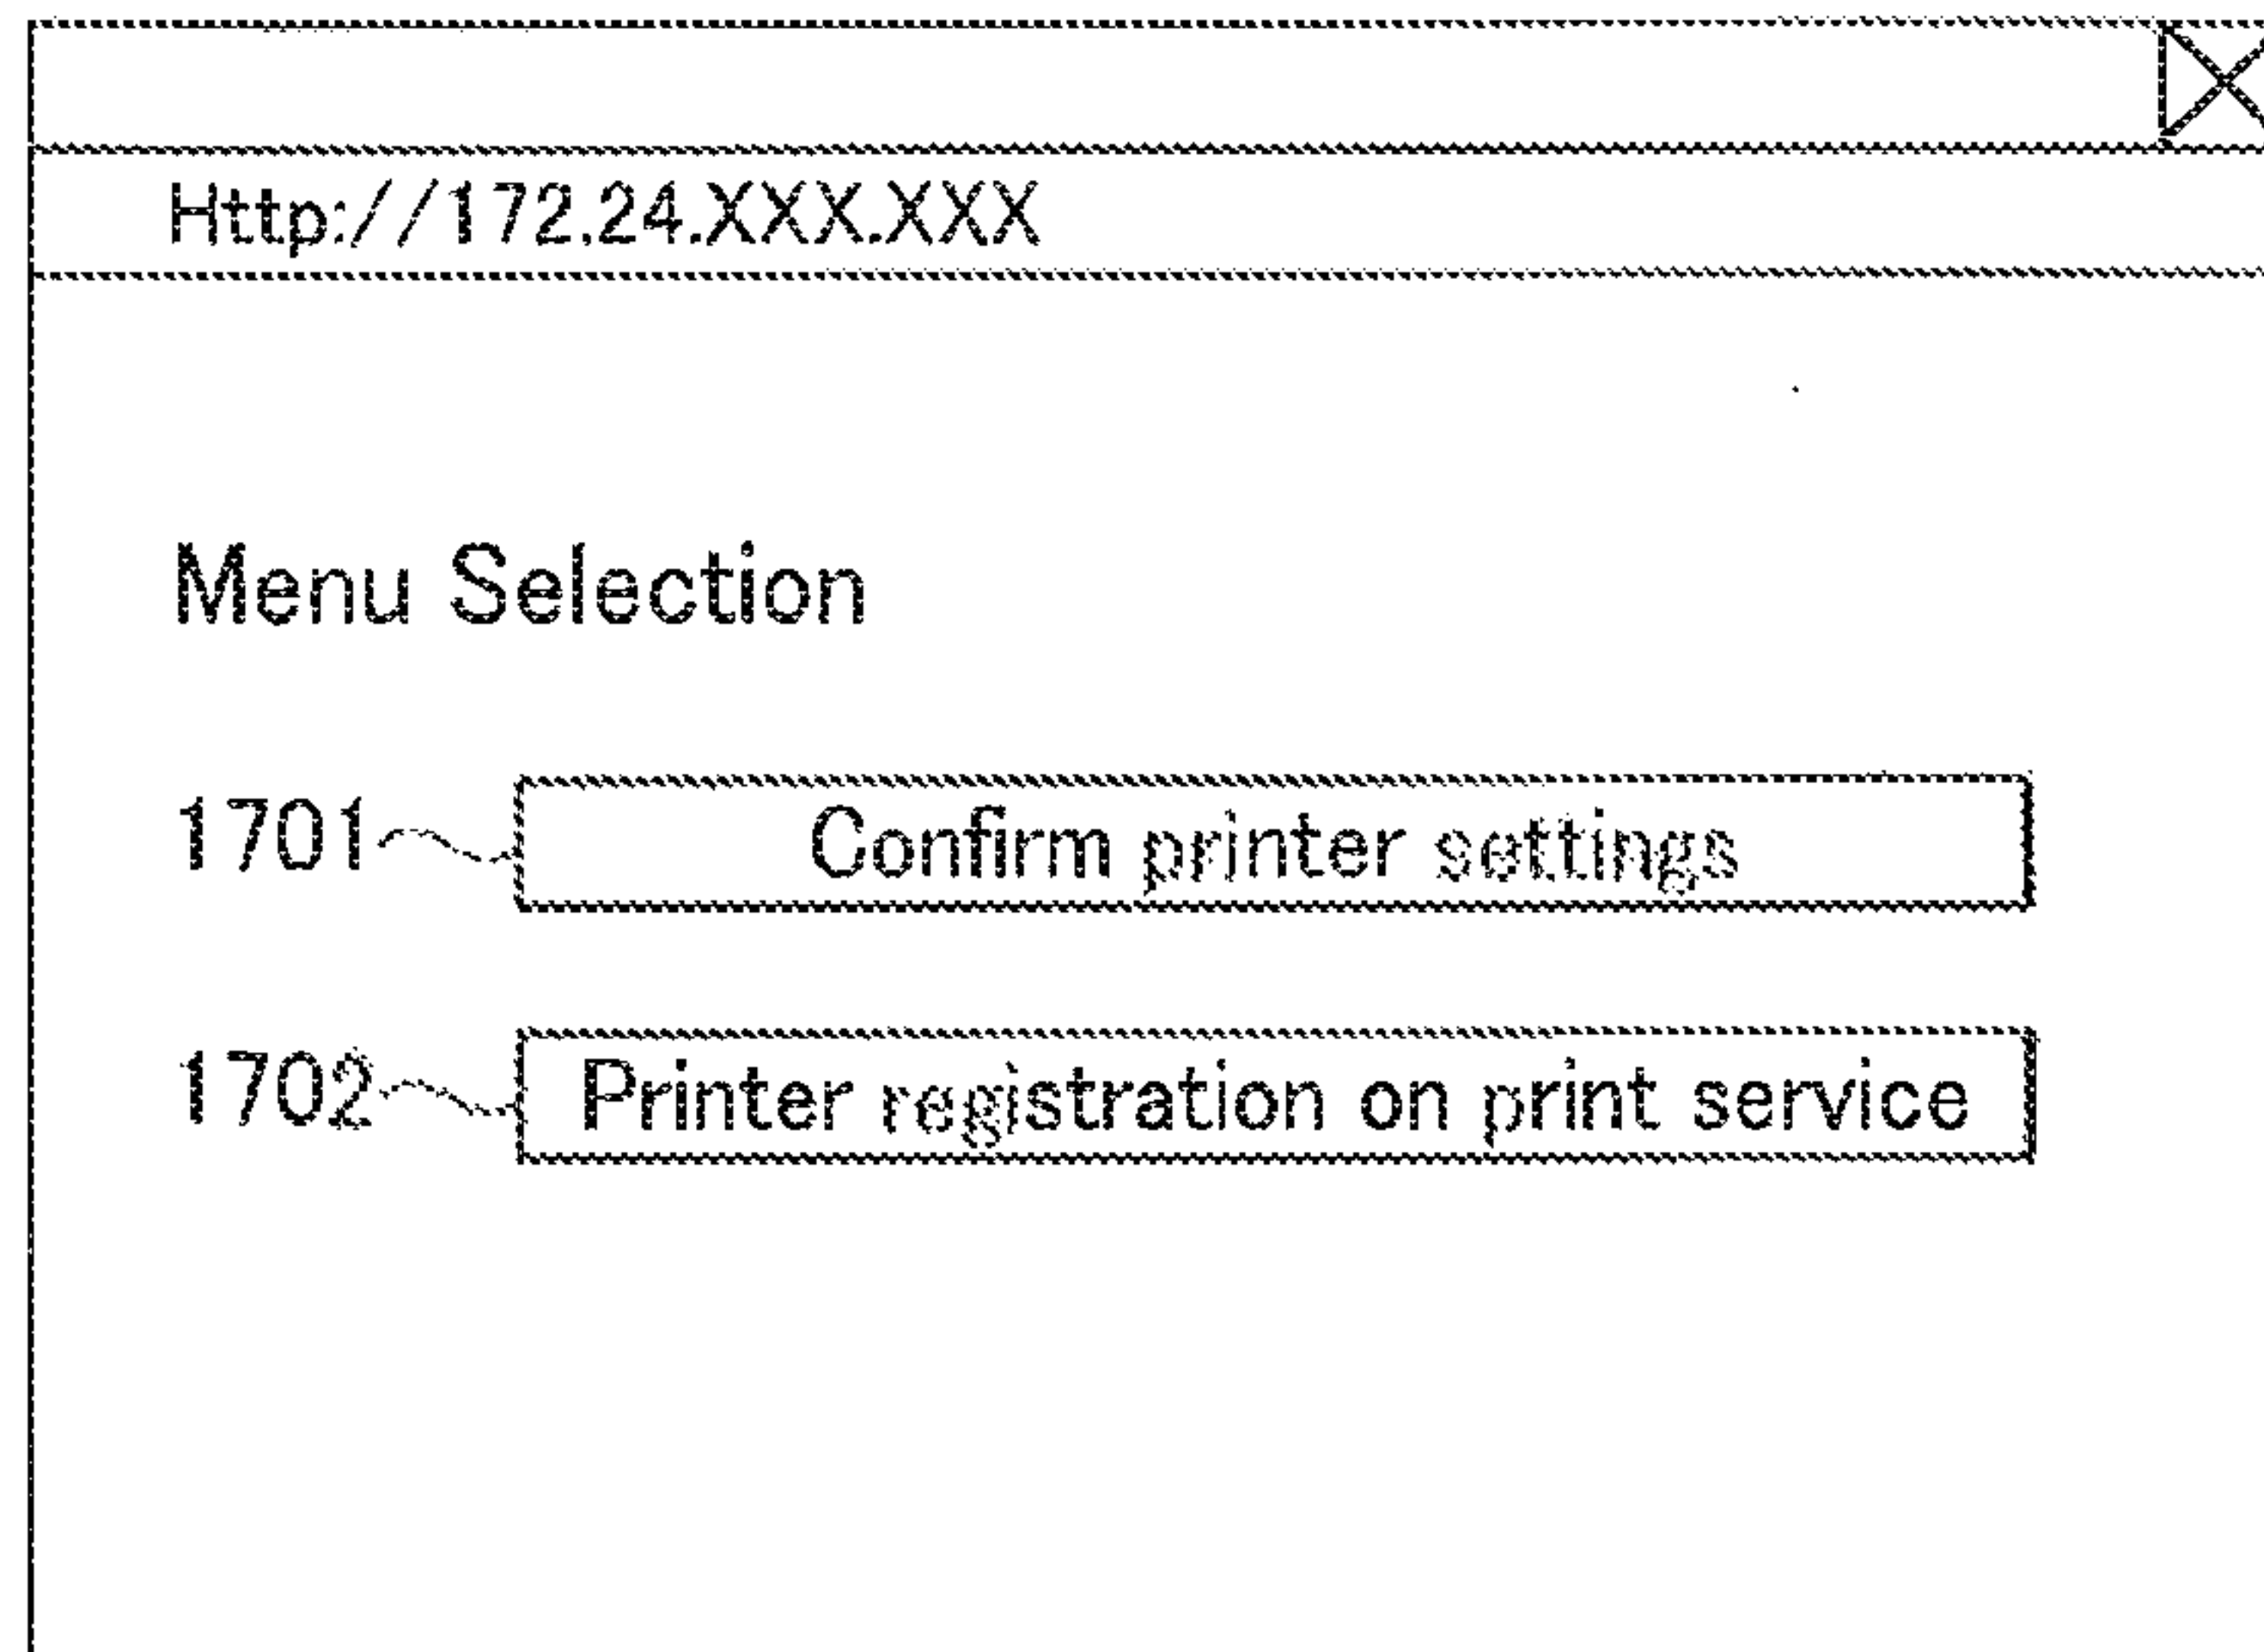 Http://172.24.XXX.XXX
Menu Selection
1701 Confirm printer settings
1702 Printer registration on print service